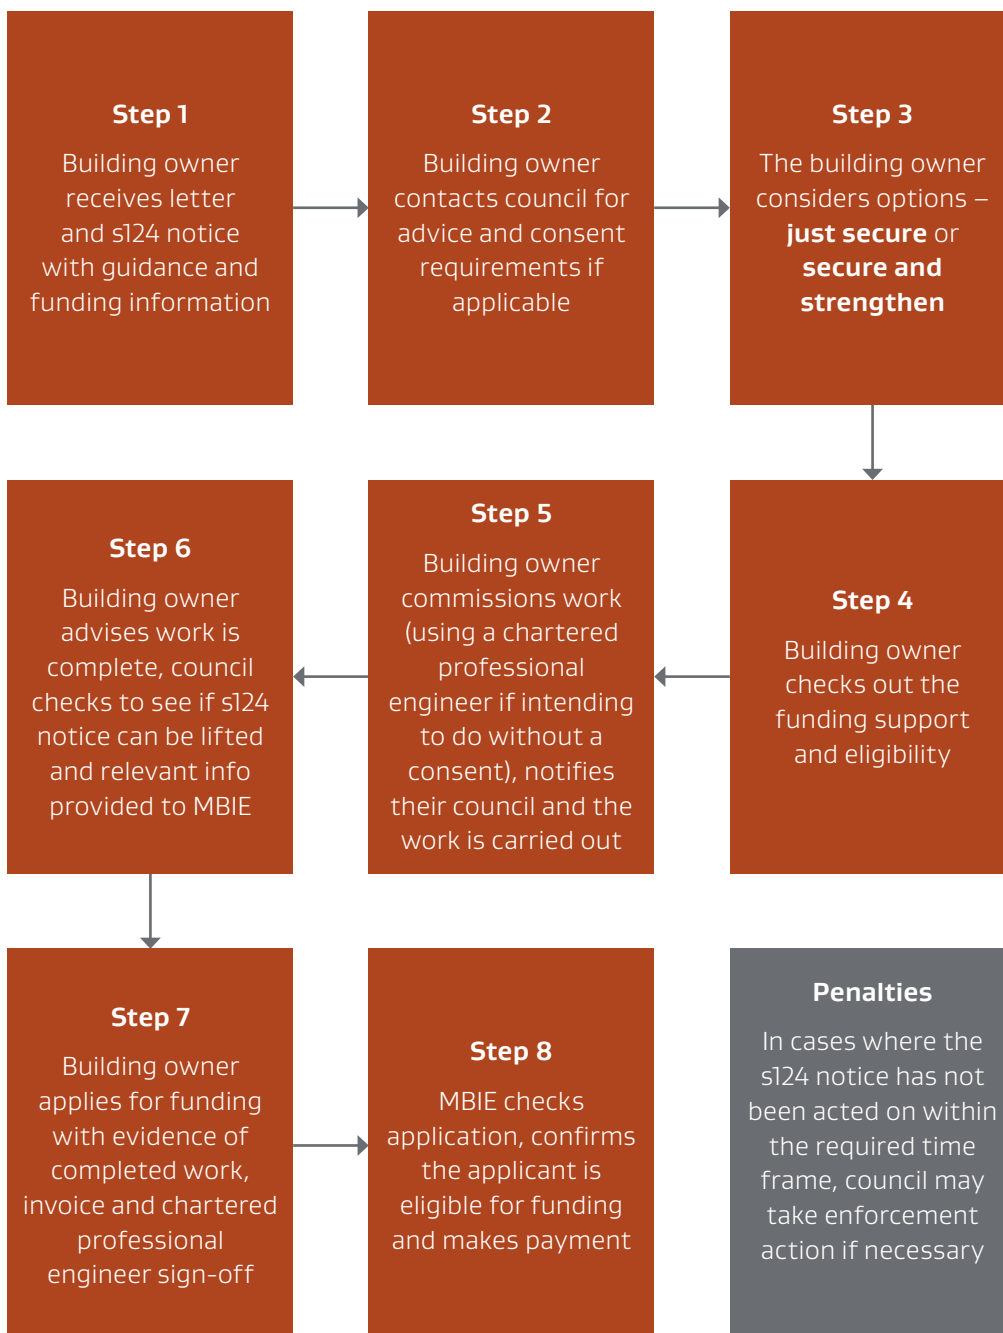 Step 1
Building owner
receives letter
and s124 notice
with guidance and
funding information
Step 2
Building owner
contacts council for
advice and consent
requirements if
applicable
Step 3
The building owner
considers options –
just secure or
secure and
strengthen
Step 4
Building owner
checks out the
funding support
and eligibility
Step 5
Building owner
commissions work
(using a chartered
professional
engineer if intending
to do without a
consent), notifies
their council and the
work is carried out
Step 6
Building owner
advises work is
complete, council
checks to see if s124
notice can be lifted
and relevant info
provided to MBIE
Step 7
Building owner
applies for funding
with evidence of
completed work,
invoice and chartered
professional
engineer sign-off
Step 8
MBIE checks
application, confirms
the applicant is
eligible for funding
and makes payment
Penalties
In cases where the
s124 notice has not
been acted on within
the required time
frame, council may
take enforcement
action if necessary